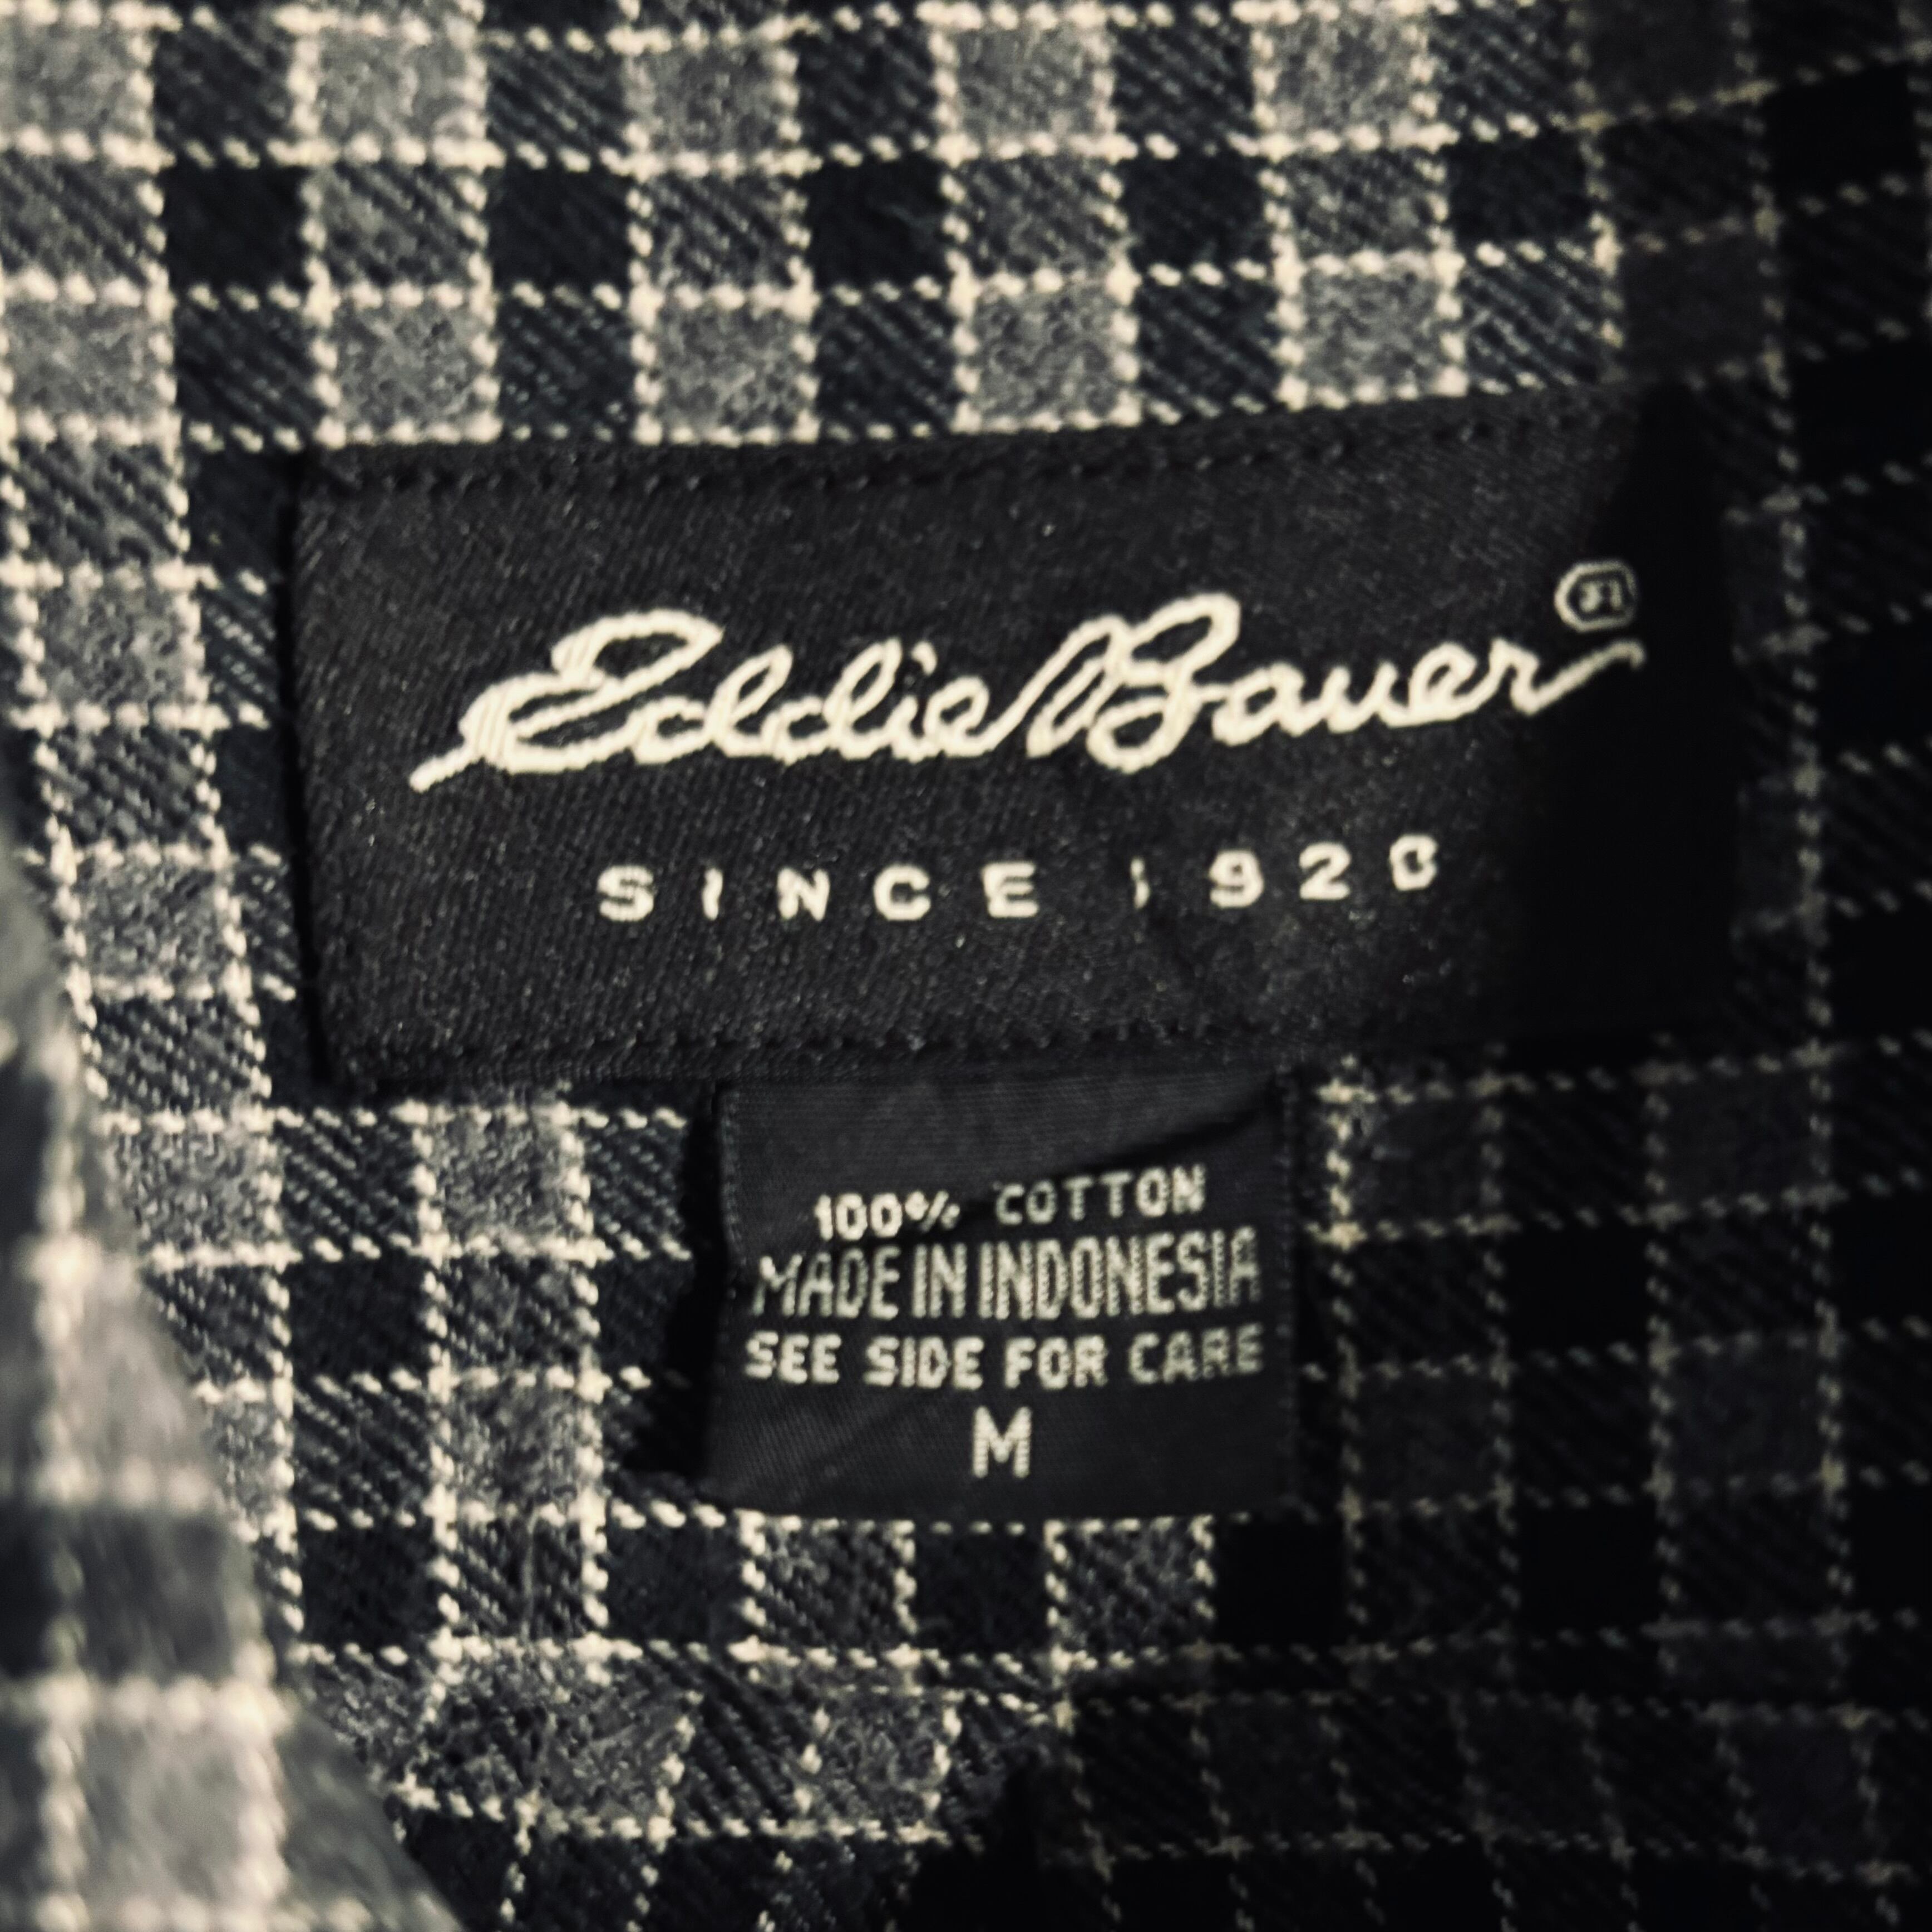 Eddie Bauer®
SINCE 1920
100% COTTON
MADE IN INDONESIA
SEE SIDE FOR CARE
M